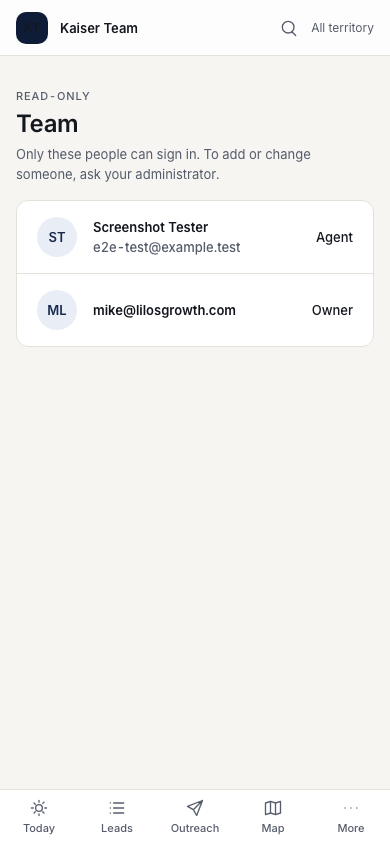 Kaiser Team
All territory
READ-ONLY
Team
Only these people can sign in. To add or change
someone, ask your administrator.
ST
Screenshot Tester
e2e-test@example.test
Agent
ML
mike@lilosgrowth.com
Owner
Today
Leads
Outreach
Map
More